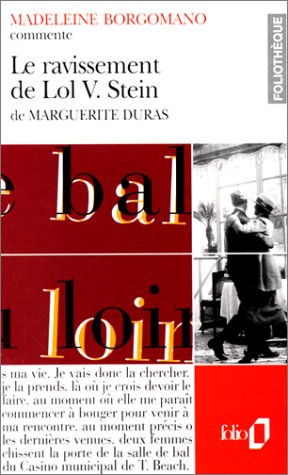 MADELEINE BORGOMANO
commente
FOLIOTHÈQUE
Le ravissement
de Lol V. Stein
de MARGUERITE DURAS
e bal
bal
u loin
loin
s ma vie. Je vais donc la chercher,
je la prends, là où je crois devoir le
faire, au moment où elle me paraît
commencer à bouger pour venir à
ma rencontre, au moment précis o
les dernières venues, deux femmes
chissent la porte de la salle de bal
du Casino municipal de T. Beach.
folio